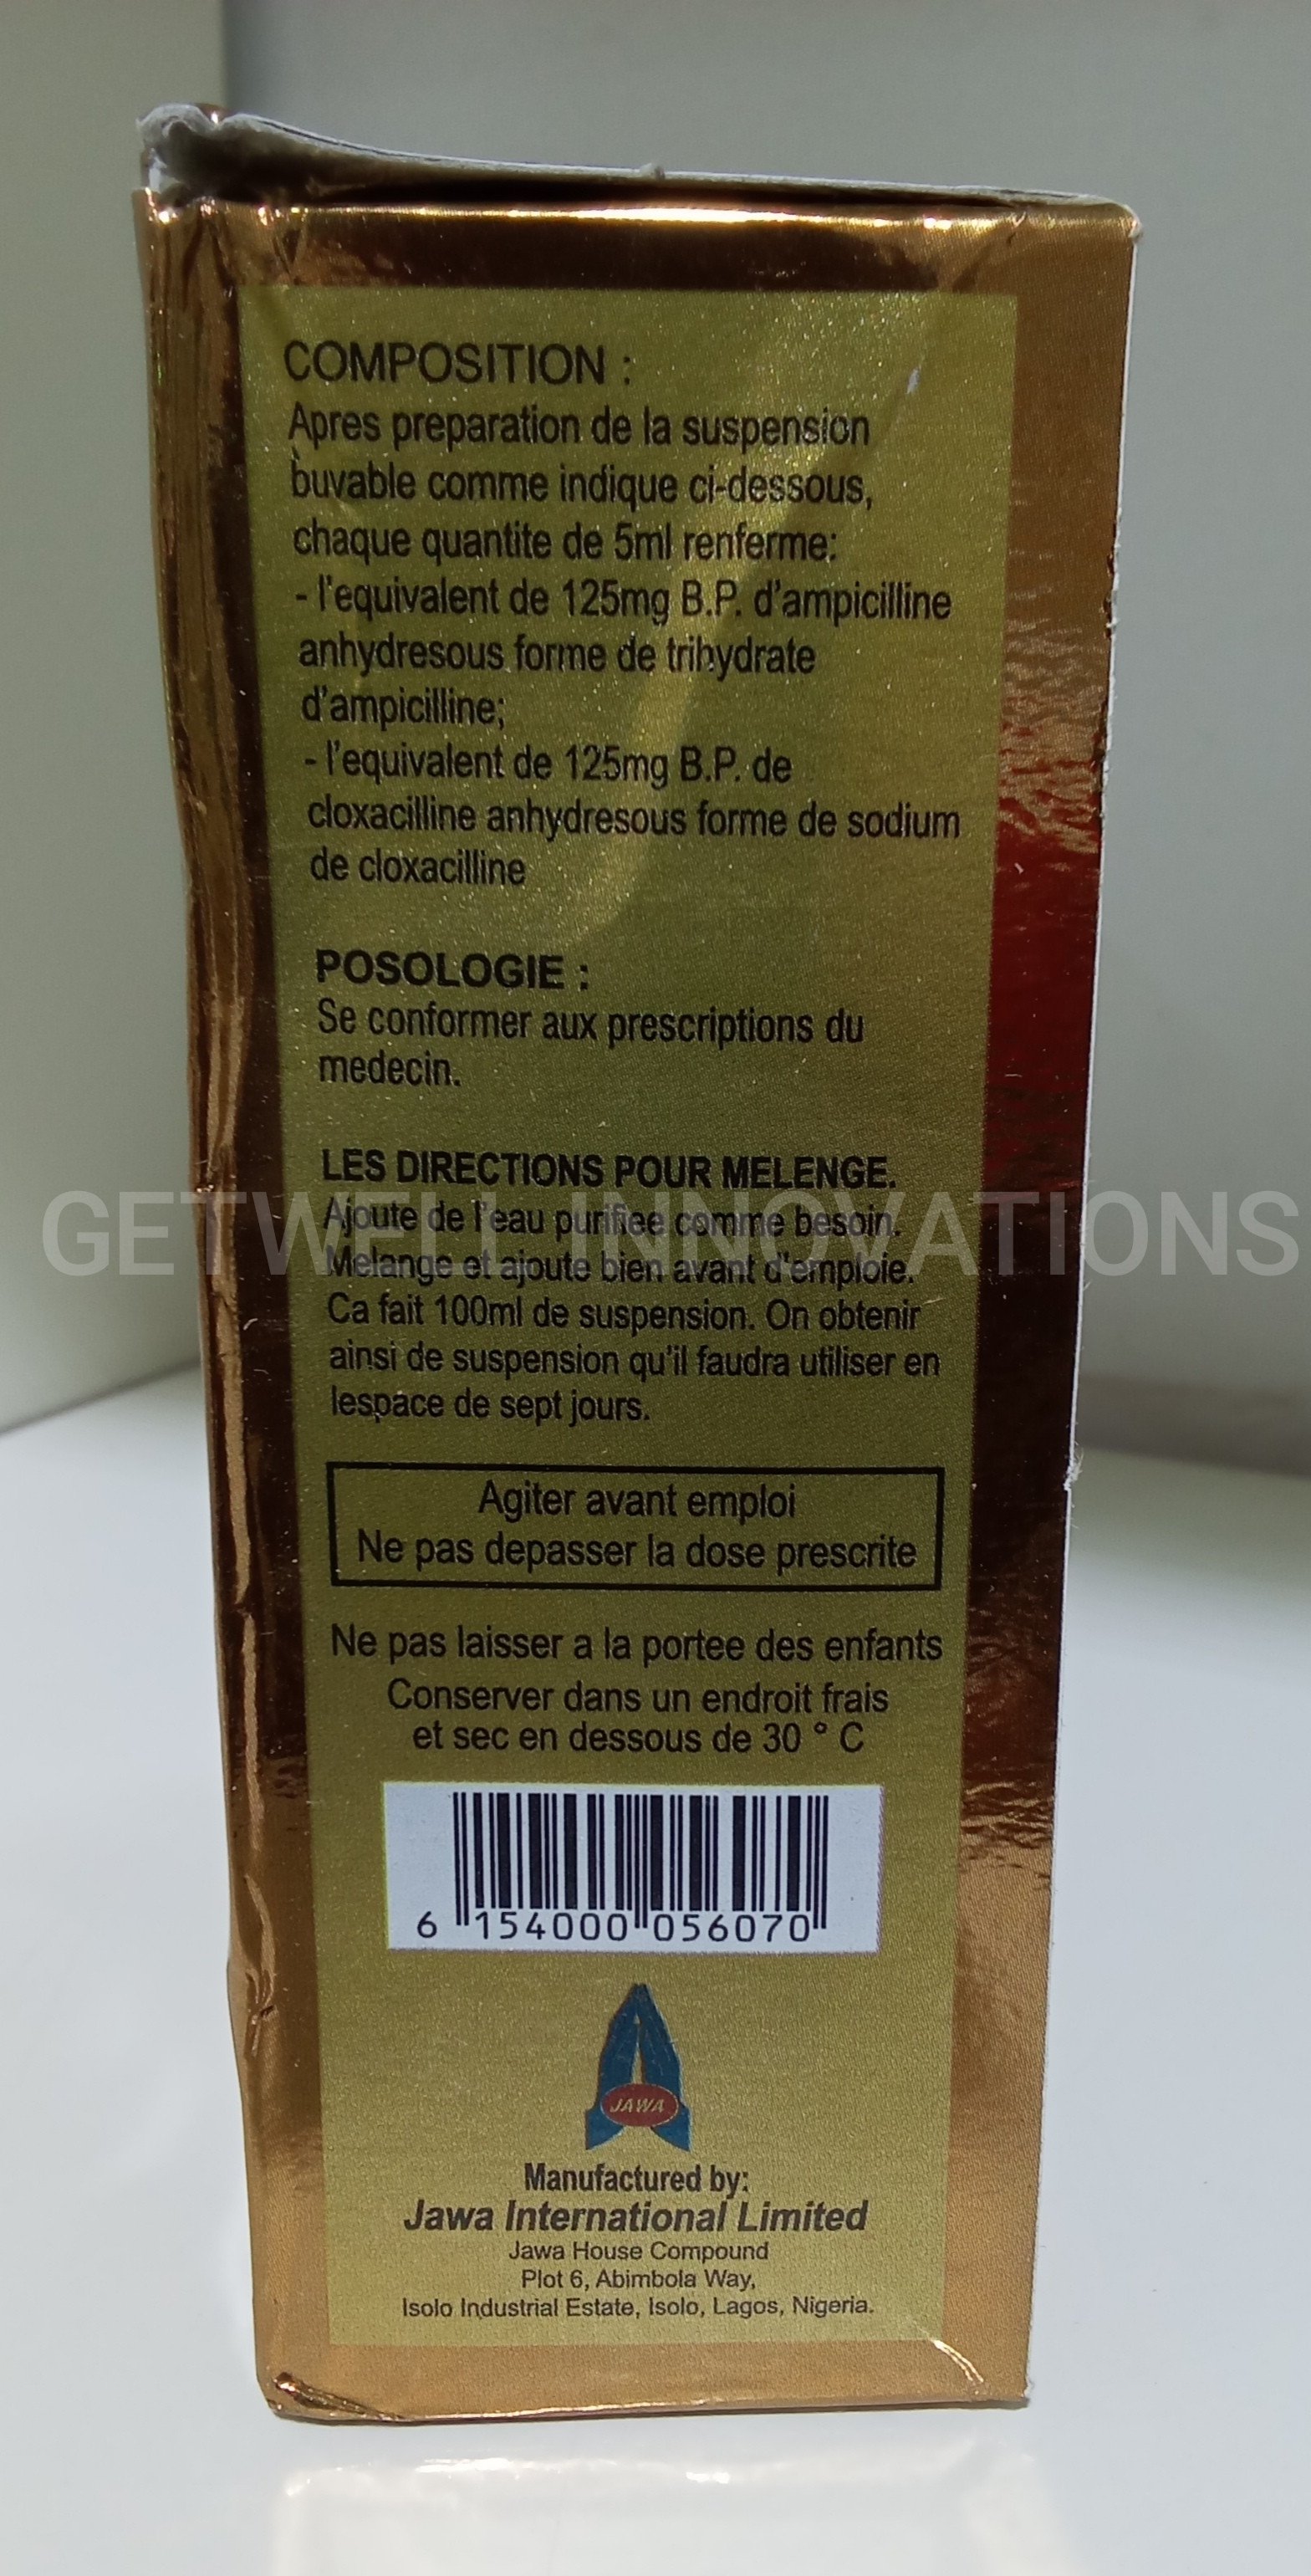 COMPOSITION :
Apres preparation de la suspension
buvable comme indique ci-dessous,
chaque quantite de 5ml renferme:
- l'equivalent de 125mg B.P. d'ampicilline
anhydresous forme de trihydrate
d'ampicilline;
- l'equivalent de 125mg B.P. de
cloxacilline anhydresous forme de sodium
de cloxacilline
POSOLOGIE :
Se conformer aux prescriptions du
medecin.
LES DIRECTIONS POUR MELENGE.
Ajoute de l'eau purifiee comme besoin.
GETWELL INNOVATIONS
Melange et ajoute bien avant d'emploie.
Ca fait 100ml de suspension. On obtenir
ainsi de suspension qu'il faudra utiliser en
lespace de sept jours.
Agiter avant emploi
Ne pas depasser la dose prescrite
Ne pas laisser a la portee des enfants
Conserver dans un endroit frais
et sec en dessous de 30 ° C
6 154000 056070
JAWA
Manufactured by:
Jawa International Limited
Jawa House Compound
Plot 6, Abimbola Way,
Isolo Industrial Estate, Isolo, Lagos, Nigeria.